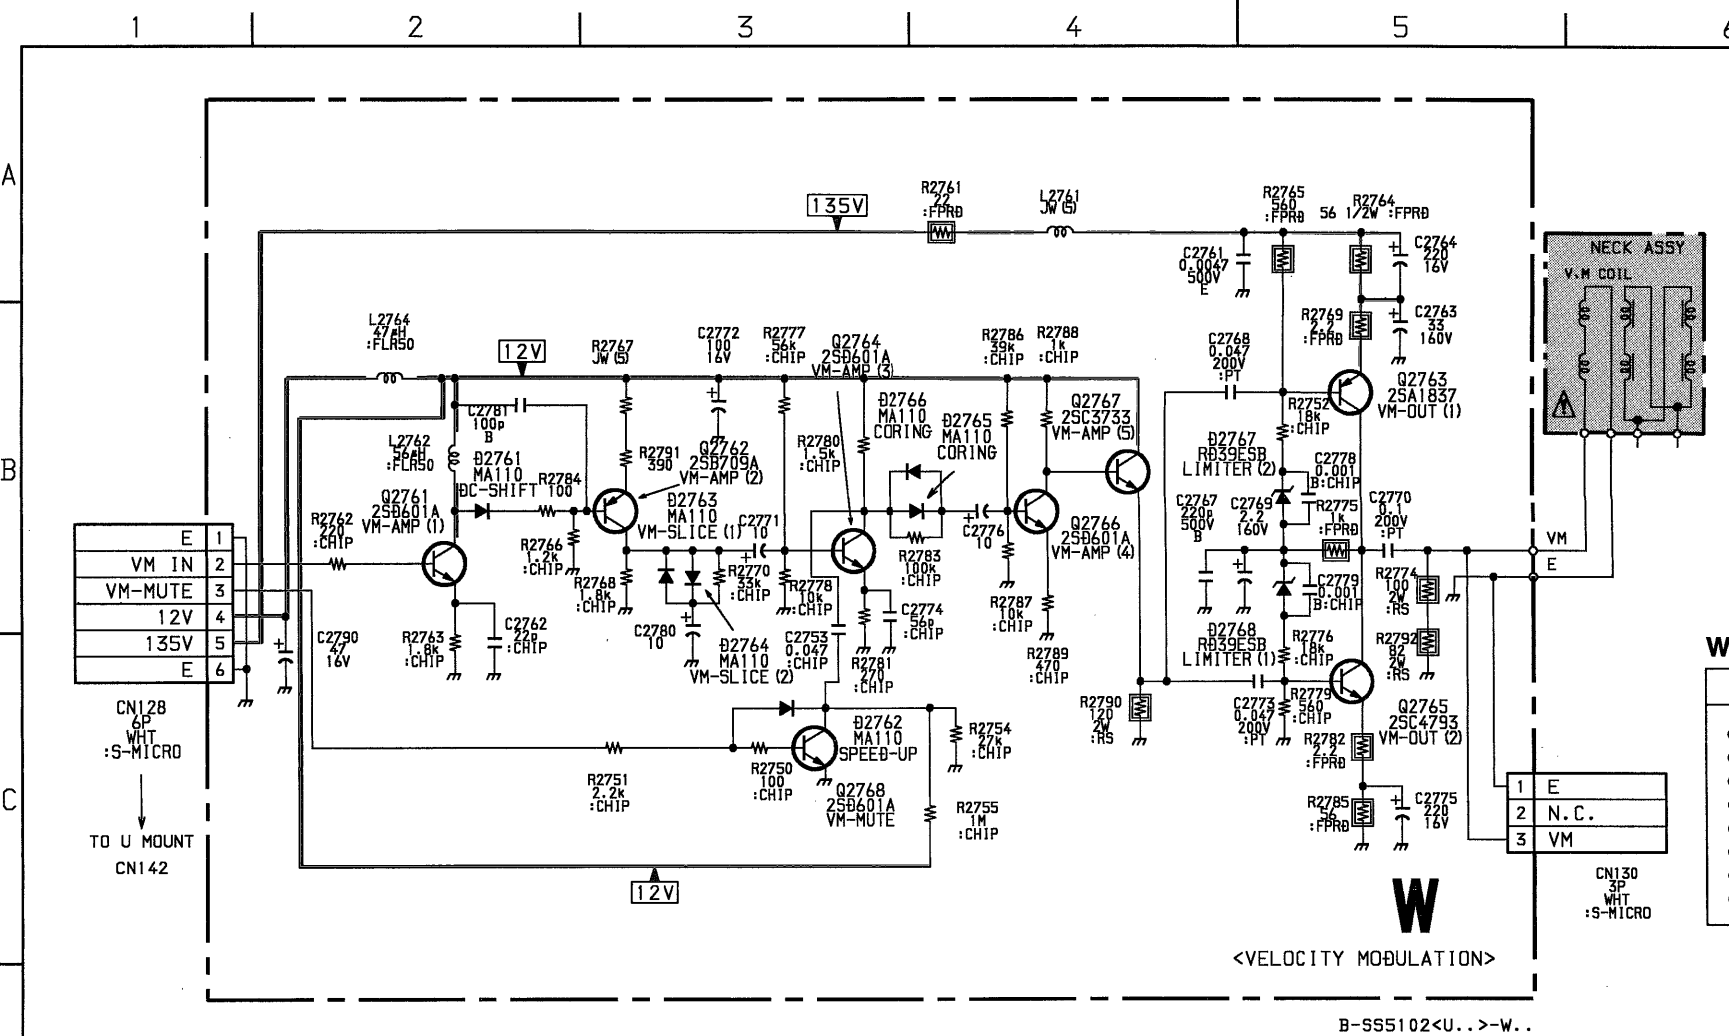 1 2 3 4 5 6
A
B
C
135V
R2761
22
:FPRD
L2761
JW(5)
R2765
560
:FPRD
R2764
56 1/2W :FPRD
C2761
0.0047
500V
E
C2764
220
16V
NECK ASSY
V.M COIL
L2764
47µH
:FLR50
12V
R2767
JW(5)
C2772
100
16V
R2777
56k
:CHIP
Q2764
2SD601A
VM-AMP(3)
R2786
39k
:CHIP
R2788
1k
:CHIP
C2768
0.047
200V
:PT
R2769
2.2
:FPRD
C2763
33
160V
Q2763
2SA1837
VM-OUT(1)
C2781
100p
B
L2762
56µH
:FLR50
D2761
MA110
DC-SHIFT
R2784
100
R2791
390
Q2762
2SB709A
VM-AMP(2)
R2780
1.5k
:CHIP
D2766
MA110
CORING
D2765
MA110
CORING
Q2767
2SC3733
VM-AMP(5)
R2752
18k
:CHIP
D2767
RD39ESB
LIMITER(2)
C2778
0.001
B:CHIP
Q2761
2SD601A
VM-AMP(1)
R2762
220
:CHIP
D2763
MA110
VM-SLICE(1)
C2771
10
C2776
10
Q2766
2SD601A
VM-AMP(4)
C2767
220p
500V
B
C2769
2.2
160V
R2775
1k
:FPRD
C2770
0.1
200V
:PT
VM
E
E 1
VM IN 2
VM-MUTE 3
12V 4
135V 5
E 6
R2766
1.2k
:CHIP
R2768
1.8k
:CHIP
R2770
33k
:CHIP
R2778
10k
:CHIP
R2783
100k
:CHIP
R2787
10k
:CHIP
C2779
0.001
B:CHIP
R2774
100
2W
:RS
C2790
47
16V
R2763
1.8k
:CHIP
C2762
22p
:CHIP
C2780
10
D2764
MA110
VM-SLICE(2)
C2753
0.047
:CHIP
C2774
56p
:CHIP
R2781
270
:CHIP
R2789
470
:CHIP
D2768
RD39ESB
LIMITER(1)
R2776
18k
:CHIP
R2792
82
2W
:RS
CN128
6P
WHT
:S-MICRO
TO U MOUNT
CN142
R2790
120
2W
:RS
C2773
0.047
200V
:PT
R2779
560
:CHIP
Q2765
2SC4793
VM-OUT(2)
D2762
MA110
SPEED-UP
R2754
27k
:CHIP
R2782
2.2
:FPRD
R2751
2.2k
:CHIP
R2750
100
:CHIP
Q2768
2SD601A
VM-MUTE
R2755
1M
:CHIP
R2785
56
:FPRD
C2775
220
16V
1 E
2 N.C.
3 VM
CN130
3P
WHT
:S-MICRO
12V
W
W
<VELOCITY MODULATION>
B-SS5102<U..>-W..